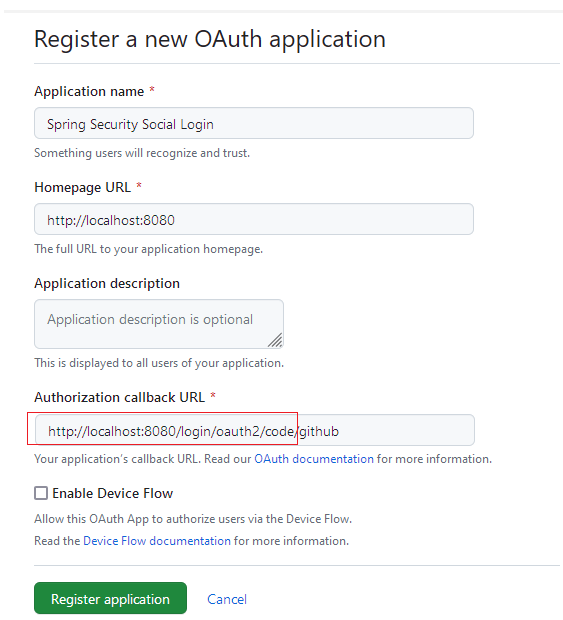 Register a new OAuth application
Application name *
Spring Security Social Login
Something users will recognize and trust.
Homepage URL *
http://localhost:8080
The full URL to your application homepage.
Application description
Application description is optional
This is displayed to all users of your application.
Authorization callback URL *
http://localhost:8080/login/oauth2/code/github
Your application's callback URL. Read our OAuth documentation for more information.
Enable Device Flow
Allow this OAuth App to authorize users via the Device Flow.
Read the Device Flow documentation for more information.
Register application Cancel